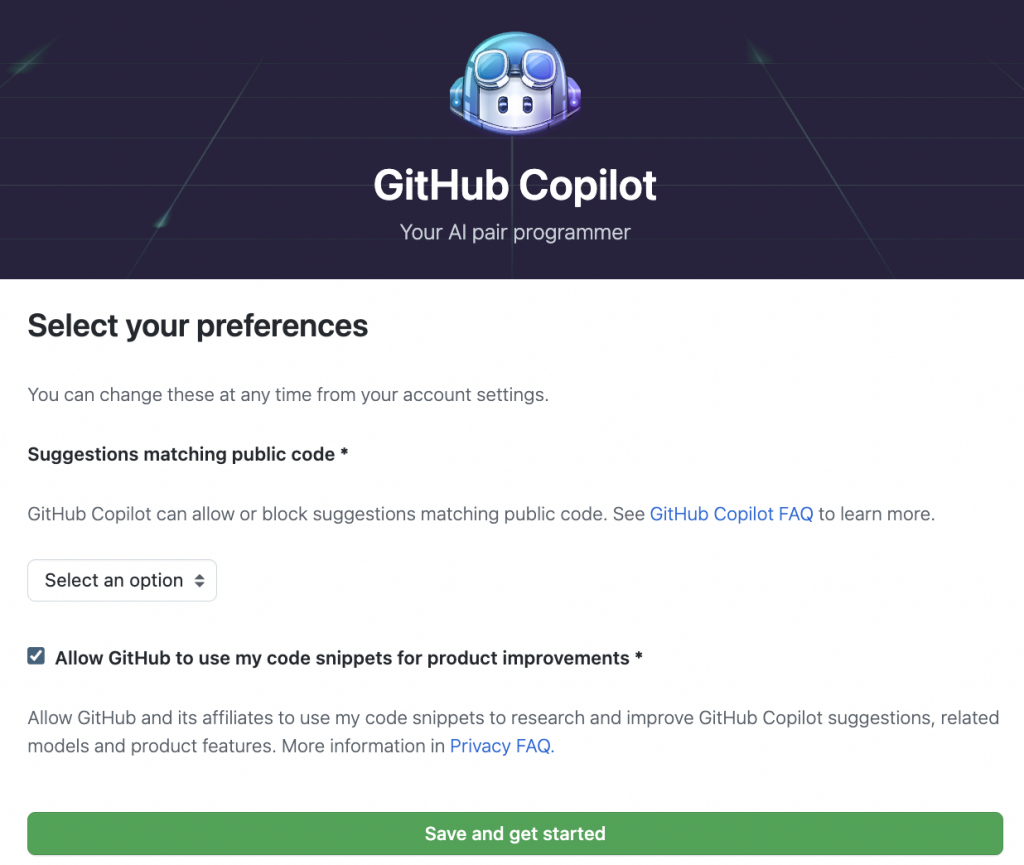 GitHub Copilot
Your AI pair programmer
Select your preferences
You can change these at any time from your account settings.
Suggestions matching public code *
GitHub Copilot can allow or block suggestions matching public code. See GitHub Copilot FAQ to learn more.
Select an option
Allow GitHub to use my code snippets for product improvements *
Allow GitHub and its affiliates to use my code snippets to research and improve GitHub Copilot suggestions, related
models and product features. More information in Privacy FAQ.
Save and get started